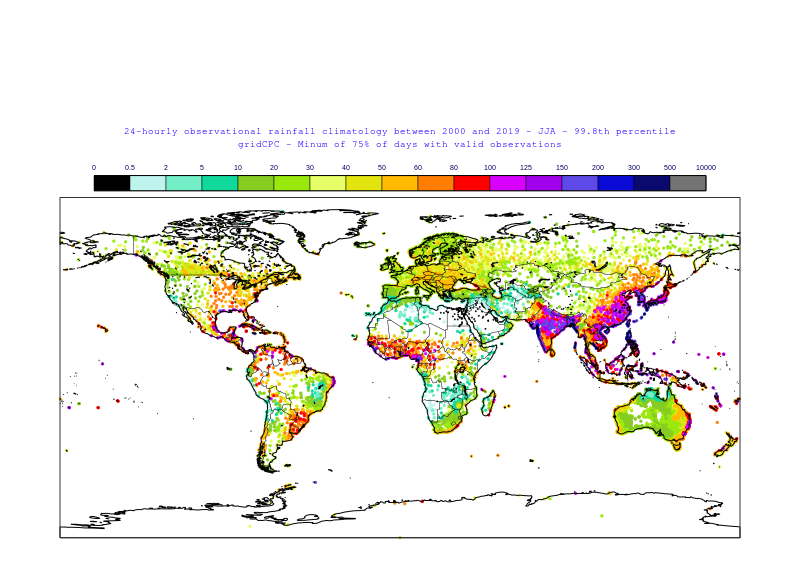 24-hourly observational rainfall climatology between 2000 and 2019 - JJA - 99.8th percentile
gridCPC - Minum of 75% of days with valid observations
0 0.5 2 5 10 20 30 40 60 80 100 125 150 200 300 500 10000